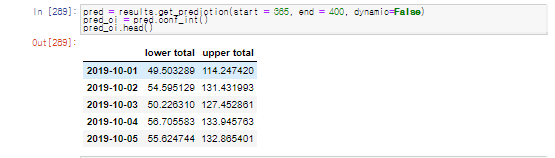 In [289]: pred = results.get_prediction(start = 365, end = 400, dynamic=False)
pred_ci = pred.conf_int()
pred_ci.head()
Out[289]:
lower total upper total
2019-10-01 49.503289 114.247420
2019-10-02 54.595129 131.431993
2019-10-03 50.226310 127.452861
2019-10-04 56.705583 133.945763
2019-10-05 55.624744 132.865401